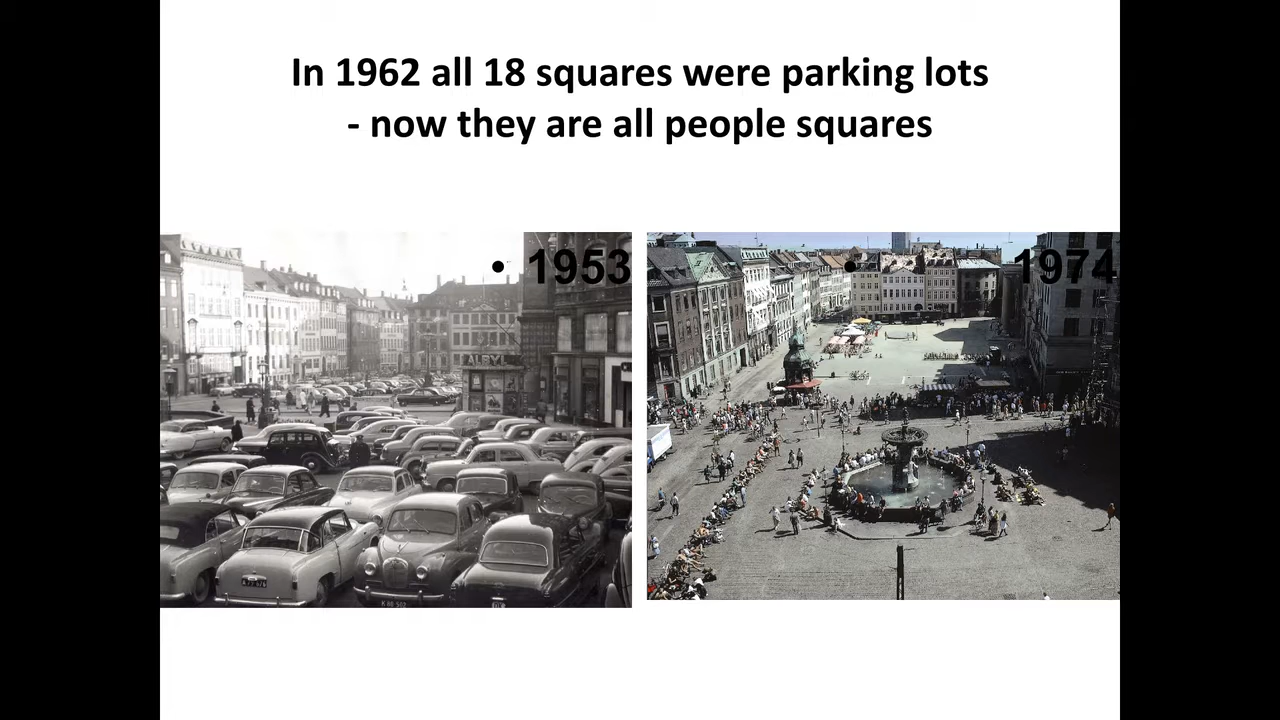 In 1962 all 18 squares were parking lots
- now they are all people squares
• 1953
• 1974